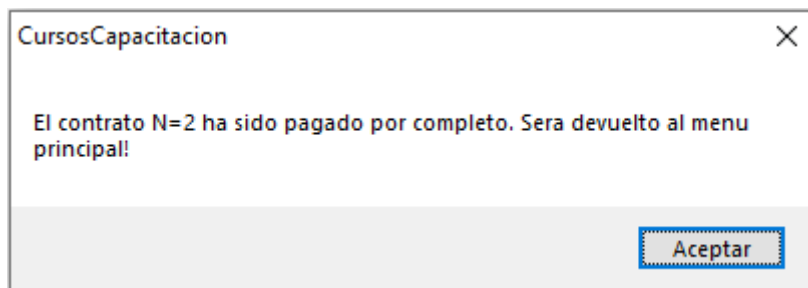 CursosCapacitacion
El contrato N=2 ha sido pagado por completo. Sera devuelto al menu
principal!
Aceptar